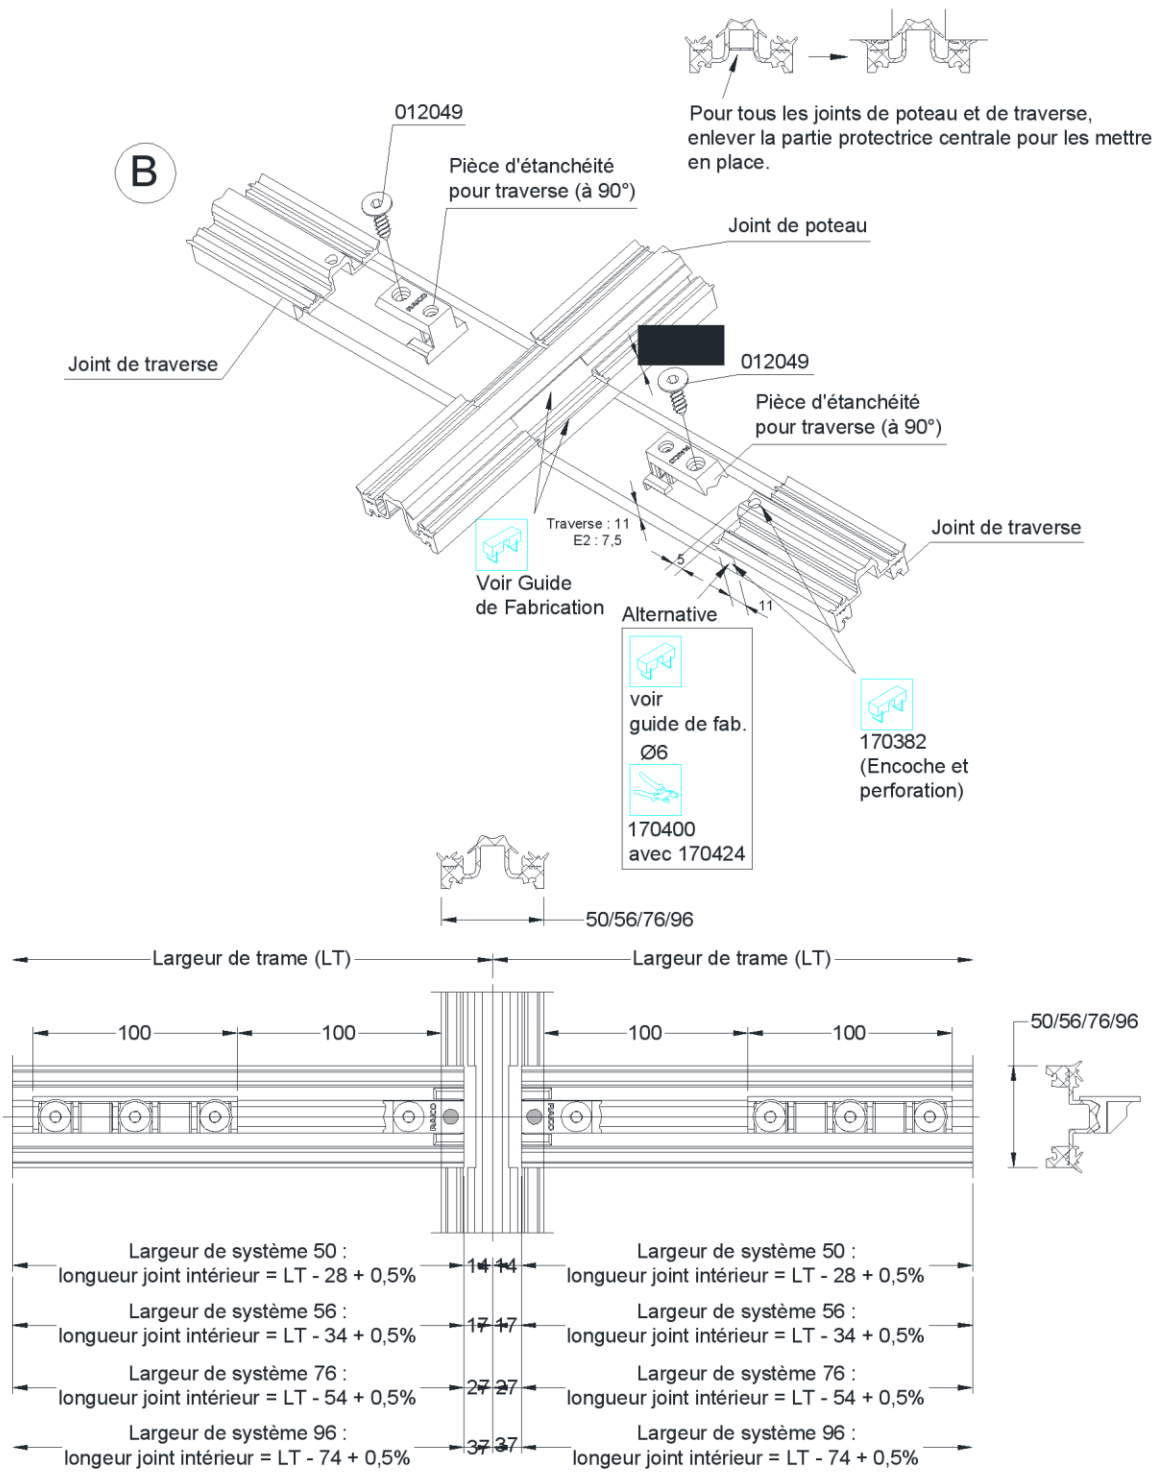 Pour tous les joints de poteau et de traverse,
enlever la partie protectrice centrale pour les mettre
en place.
B
012049
Pièce d'étanchéité
pour traverse (à 90°)
Joint de poteau
RAICO
Joint de traverse
012049
Pièce d'étanchéité
pour traverse (à 90°)
RAICO
Joint de traverse
Traverse : 11
E2 : 7,5
5
11
Voir Guide
de Fabrication
Alternative
voir
guide de fab.
Ø6
170400
avec 170424
170382
(Encoche et
perforation)
50/56/76/96
Largeur de trame (LT)
Largeur de trame (LT)
100
100
100
100
50/56/76/96
RAICO
RAICO
Largeur de système 50 :
longueur joint intérieur = LT - 28 + 0,5%
14
14
Largeur de système 50 :
longueur joint intérieur = LT - 28 + 0,5%
Largeur de système 56 :
longueur joint intérieur = LT - 34 + 0,5%
17
17
Largeur de système 56 :
longueur joint intérieur = LT - 34 + 0,5%
Largeur de système 76 :
longueur joint intérieur = LT - 54 + 0,5%
27
27
Largeur de système 76 :
longueur joint intérieur = LT - 54 + 0,5%
Largeur de système 96 :
longeur joint intérieur = LT - 74 + 0,5%
37
37
Largeur de système 96 :
longeur joint intérieur = LT - 74 + 0,5%